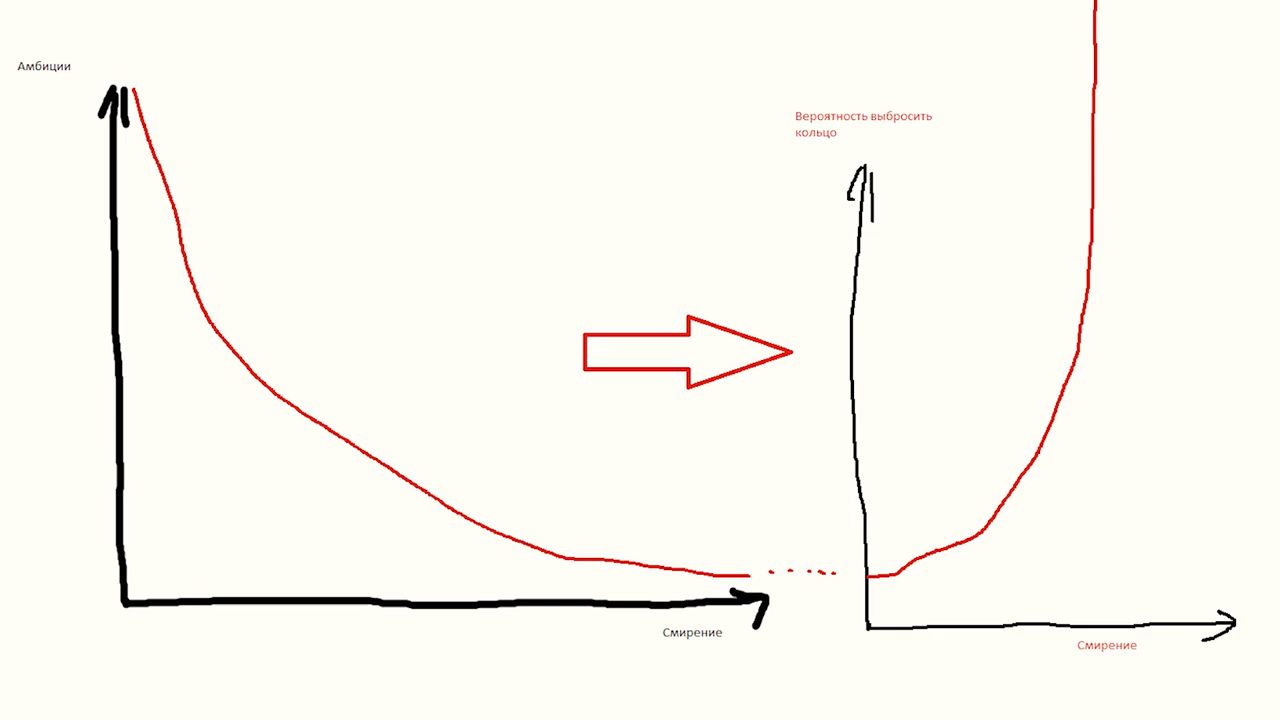 Амбиции
Смирение
Вероятность выбросить
кольцо
Смирение